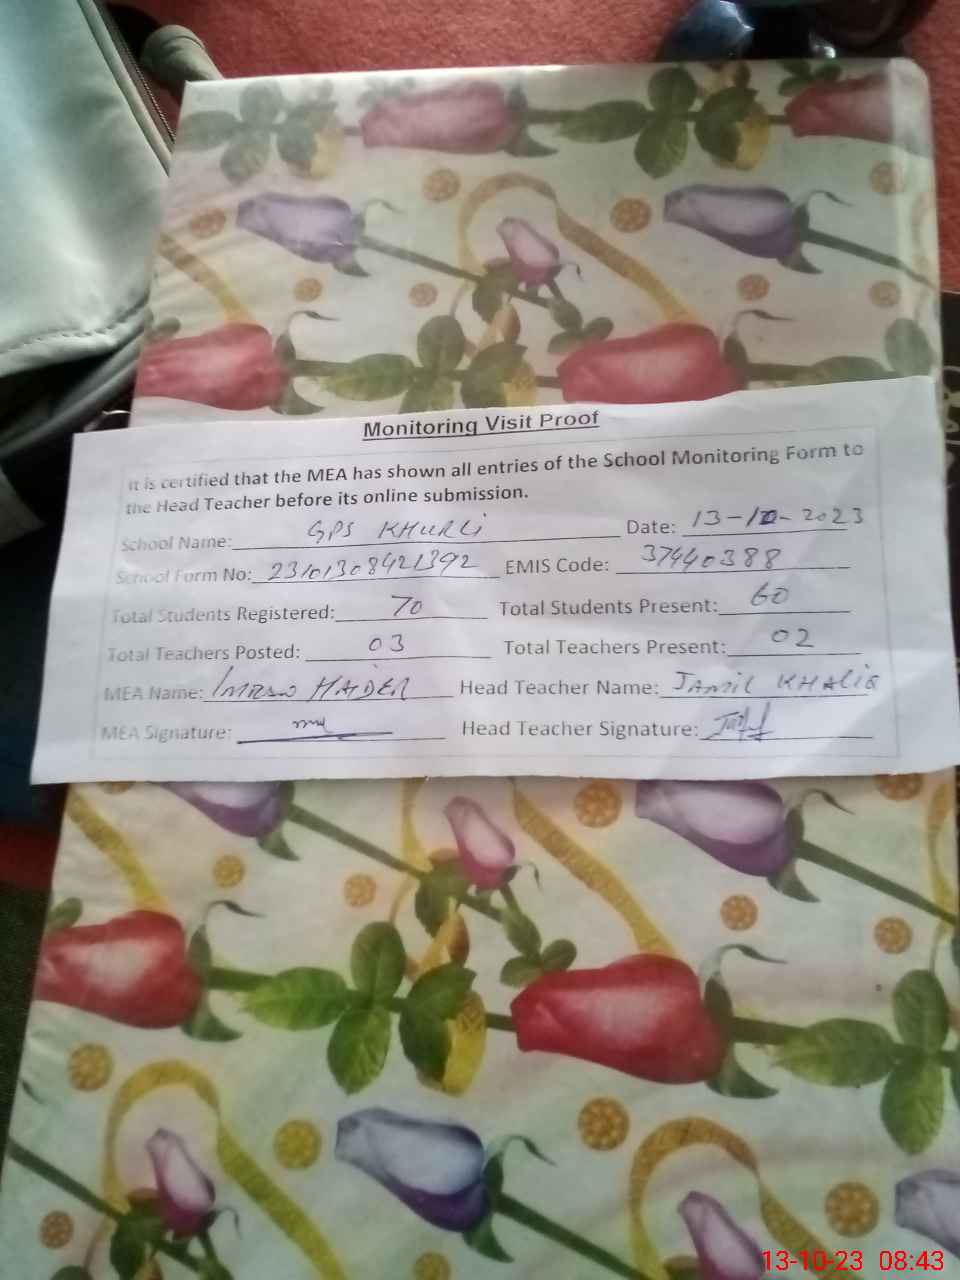 Monitoring Visit Proof
It is certified that the MEA has shown all entries of the School Monitoring Form to
the Head Teacher before its online submission.
School Name: GPS KHURLi Date: 13-10-2023
School Form No: 23101308421392 EMIS Code: 37440388
Total Students Registered: 70 Total Students Present: 60
Total Teachers Posted: 03 Total Teachers Present: 02
MEA Name: IMRAN HAIDER Head Teacher Name: JAMIL KHALIQ
MEA Signature: Head Teacher Signature:
13-10-23 08:43